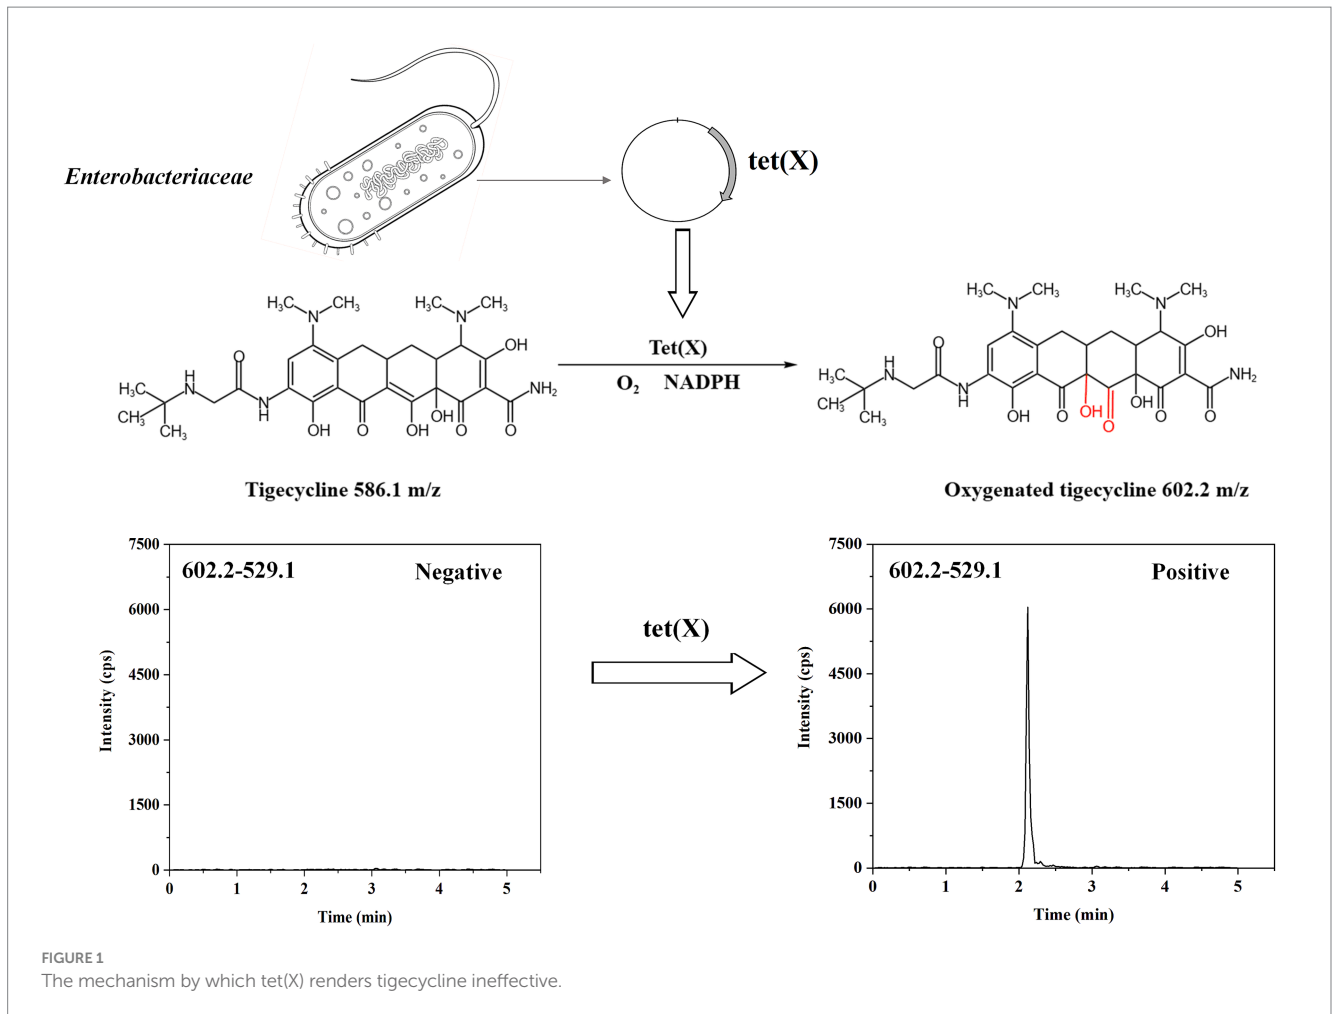 Enterobacteriaceae
tet(X)
H₃C CH₃
N
H₃C CH₃
N
OH
O
H
N
H₃C
CH₃
H₃C
CH₃
N
H
OH
O
OH
OH
O
O
NH₂
Tet(X)
O₂ NADPH
H₃C CH₃
N
H₃C CH₃
N
OH
O
H
N
H₃C
CH₃
H₃C
CH₃
N
H
OH
O
OH
O
OH
O
O
NH₂
Tigecycline 586.1 m/z
Oxygenated tigecycline 602.2 m/z
7500
6000
4500
3000
1500
0
Intensity (cps)
602.2-529.1 Negative
0 1 2 3 4 5
Time (min)
tet(X)
7500
6000
4500
3000
1500
0
Intensity (cps)
602.2-529.1 Positive
0 1 2 3 4 5
Time (min)
FIGURE 1
The mechanism by which tet(X) renders tigecycline ineffective.